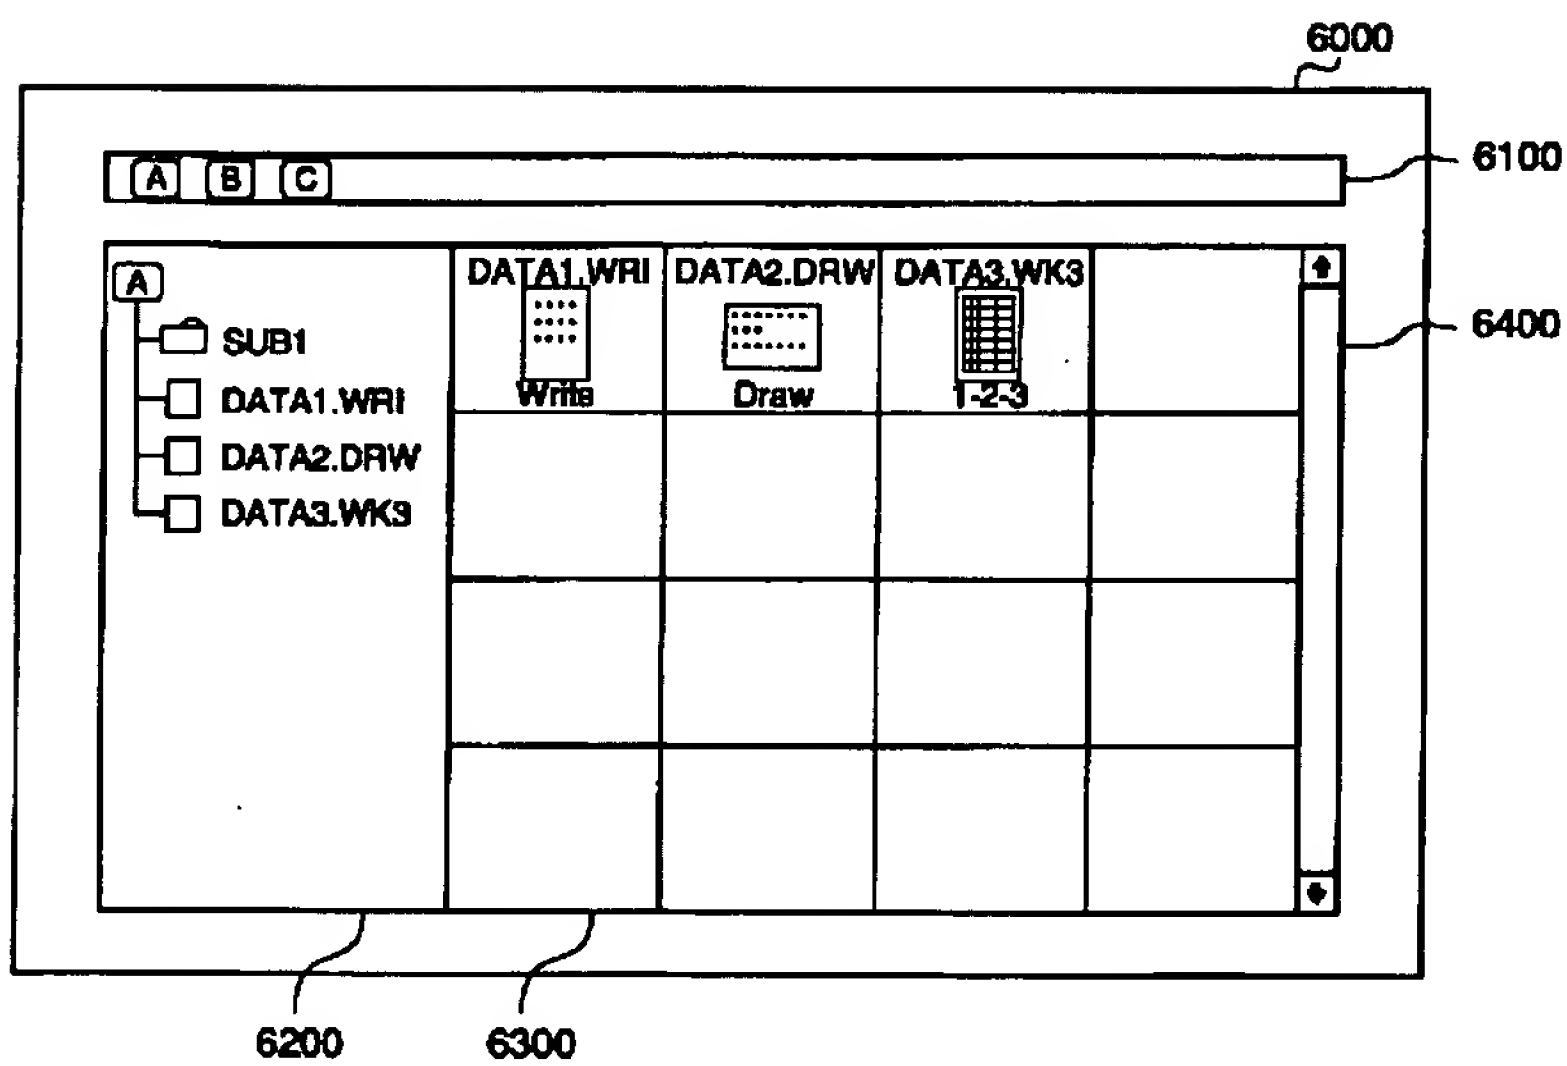 6000
A B C
6100
A
SUB1
DATA1.WRI
DATA2.DRW
DATA3.WK3
DATA1.WRI DATA2.DRW DATA3.WK3
Write Draw 1-2-3
6400
6200 6300